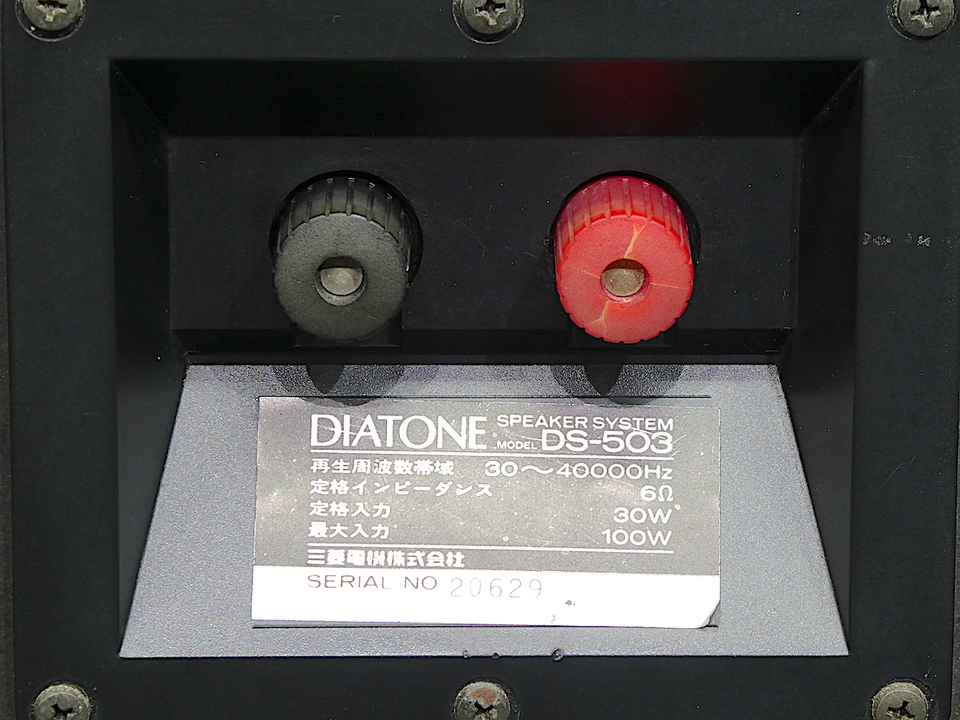 DIATONE SPEAKER SYSTEM
MODEL DS-503
再生周波数帯域 30〜40000Hz
定格インピーダンス 6Ω
定格入力 30W
最大入力 100W
三菱電機株式会社
SERIAL NO 20629